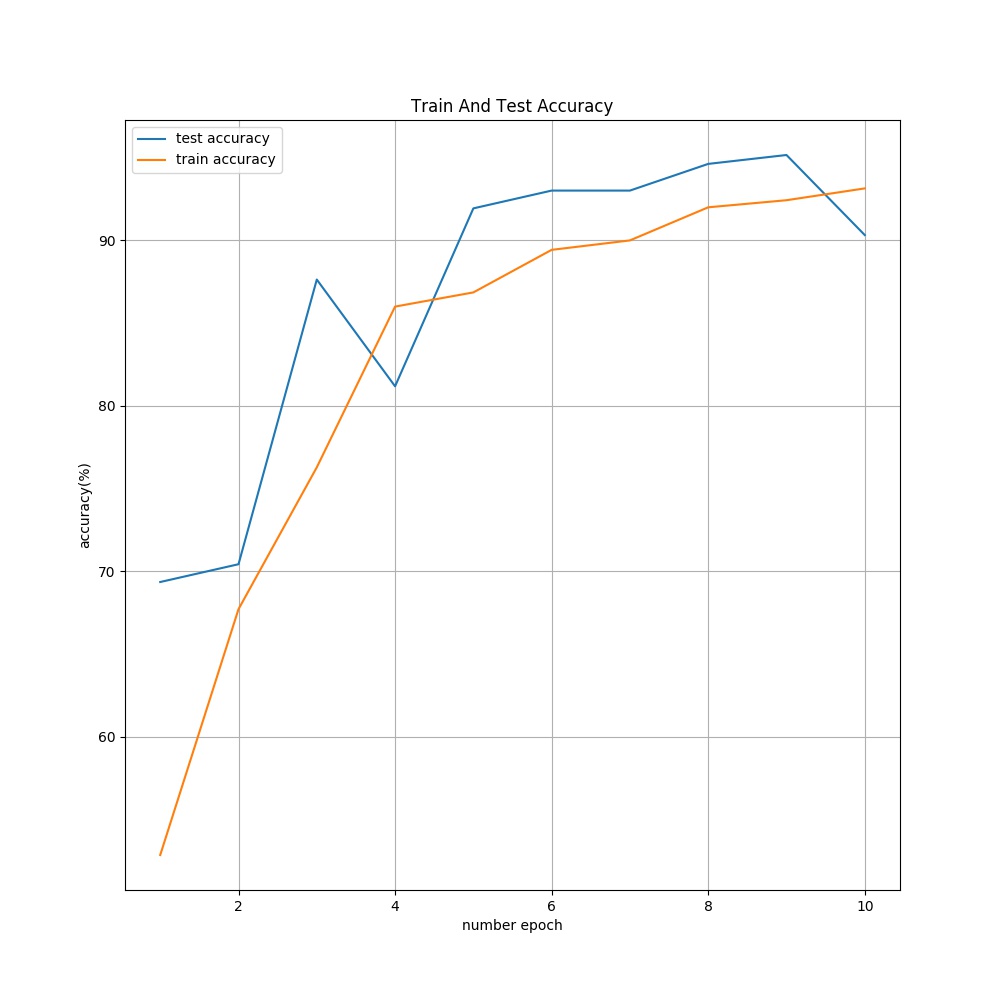 Train And Test Accuracy
test accuracy
train accuracy
90
80
70
60
accuracy(%)
2 4 6 8 10
number epoch